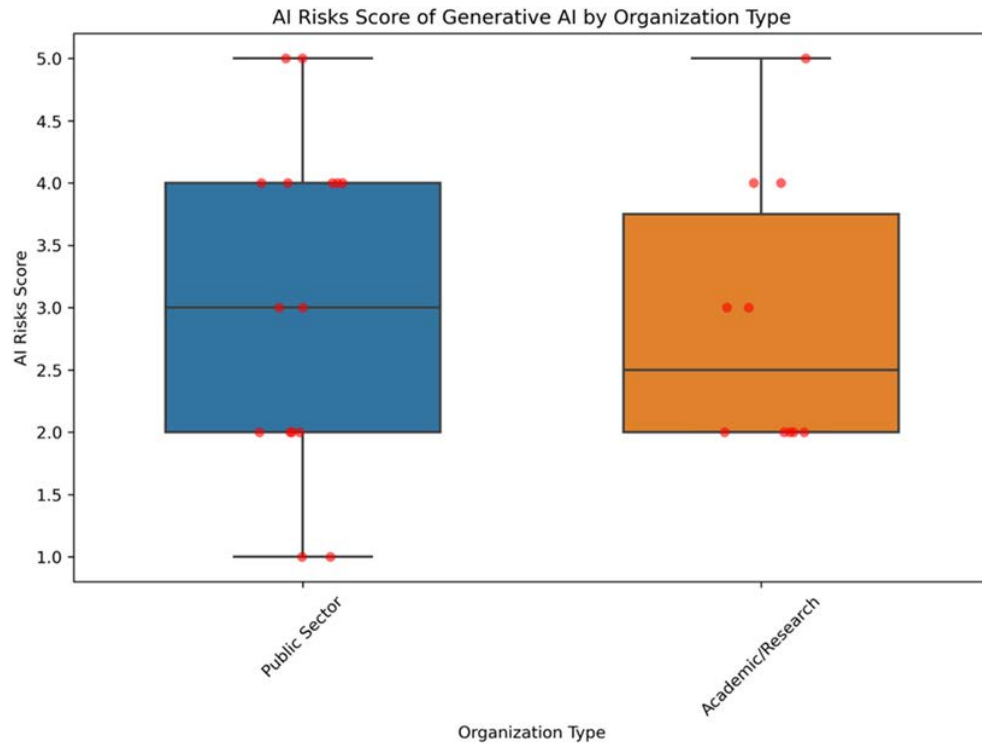 AI Risks Score of Generative AI by Organization Type
5.0
4.5
4.0
3.5
3.0
2.5
2.0
1.5
1.0
AI Risks Score
Public Sector
Academic/Research
Organization Type